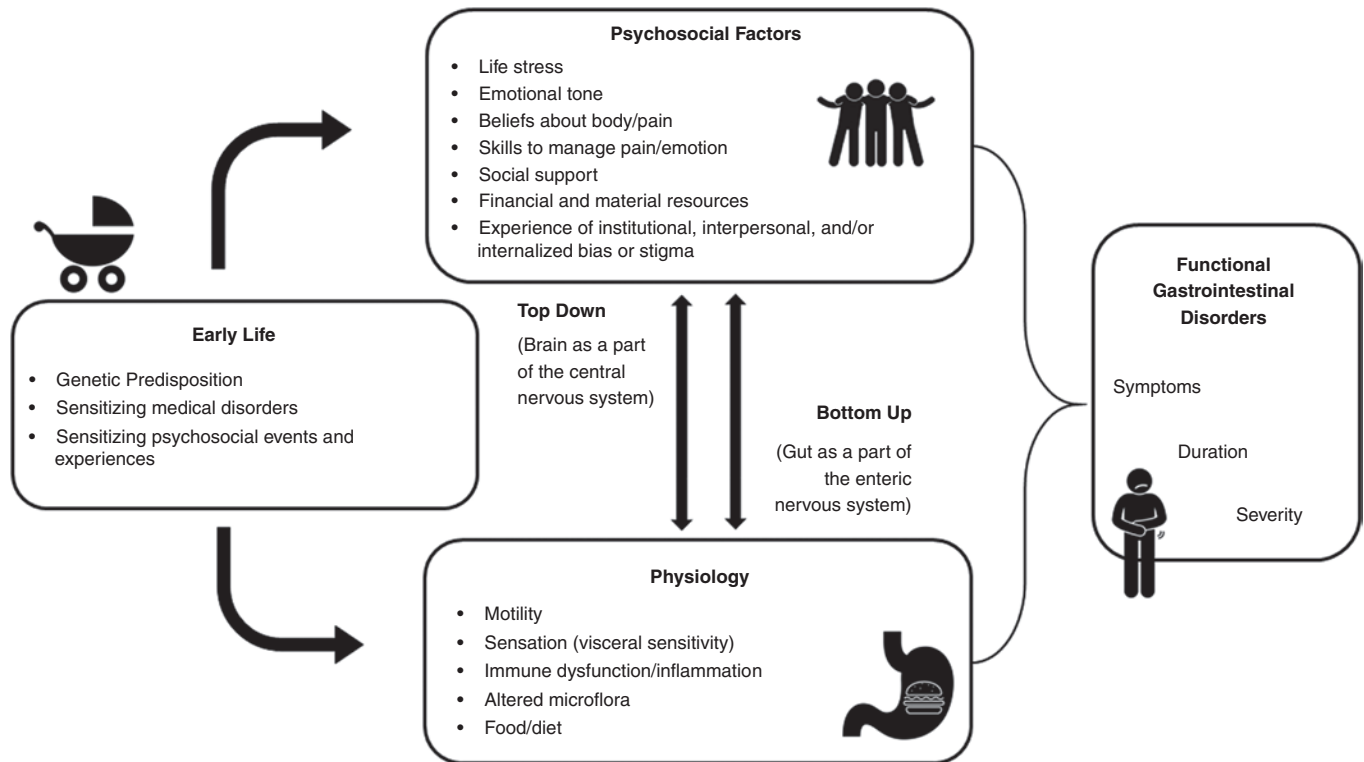 Psychosocial Factors
• Life stress
• Emotional tone
• Beliefs about body/pain
• Skills to manage pain/emotion
• Social support
• Financial and material resources
• Experience of institutional, interpersonal, and/or
internalized bias or stigma
Early Life
• Genetic Predisposition
• Sensitizing medical disorders
• Sensitizing psychosocial events and
experiences
Top Down
(Brain as a part
of the central
nervous system)
Bottom Up
(Gut as a part of
the enteric
nervous system)
Physiology
• Motility
• Sensation (visceral sensitivity)
• Immune dysfunction/inflammation
• Altered microflora
• Food/diet
Functional
Gastrointestinal
Disorders
Symptoms
Duration
Severity